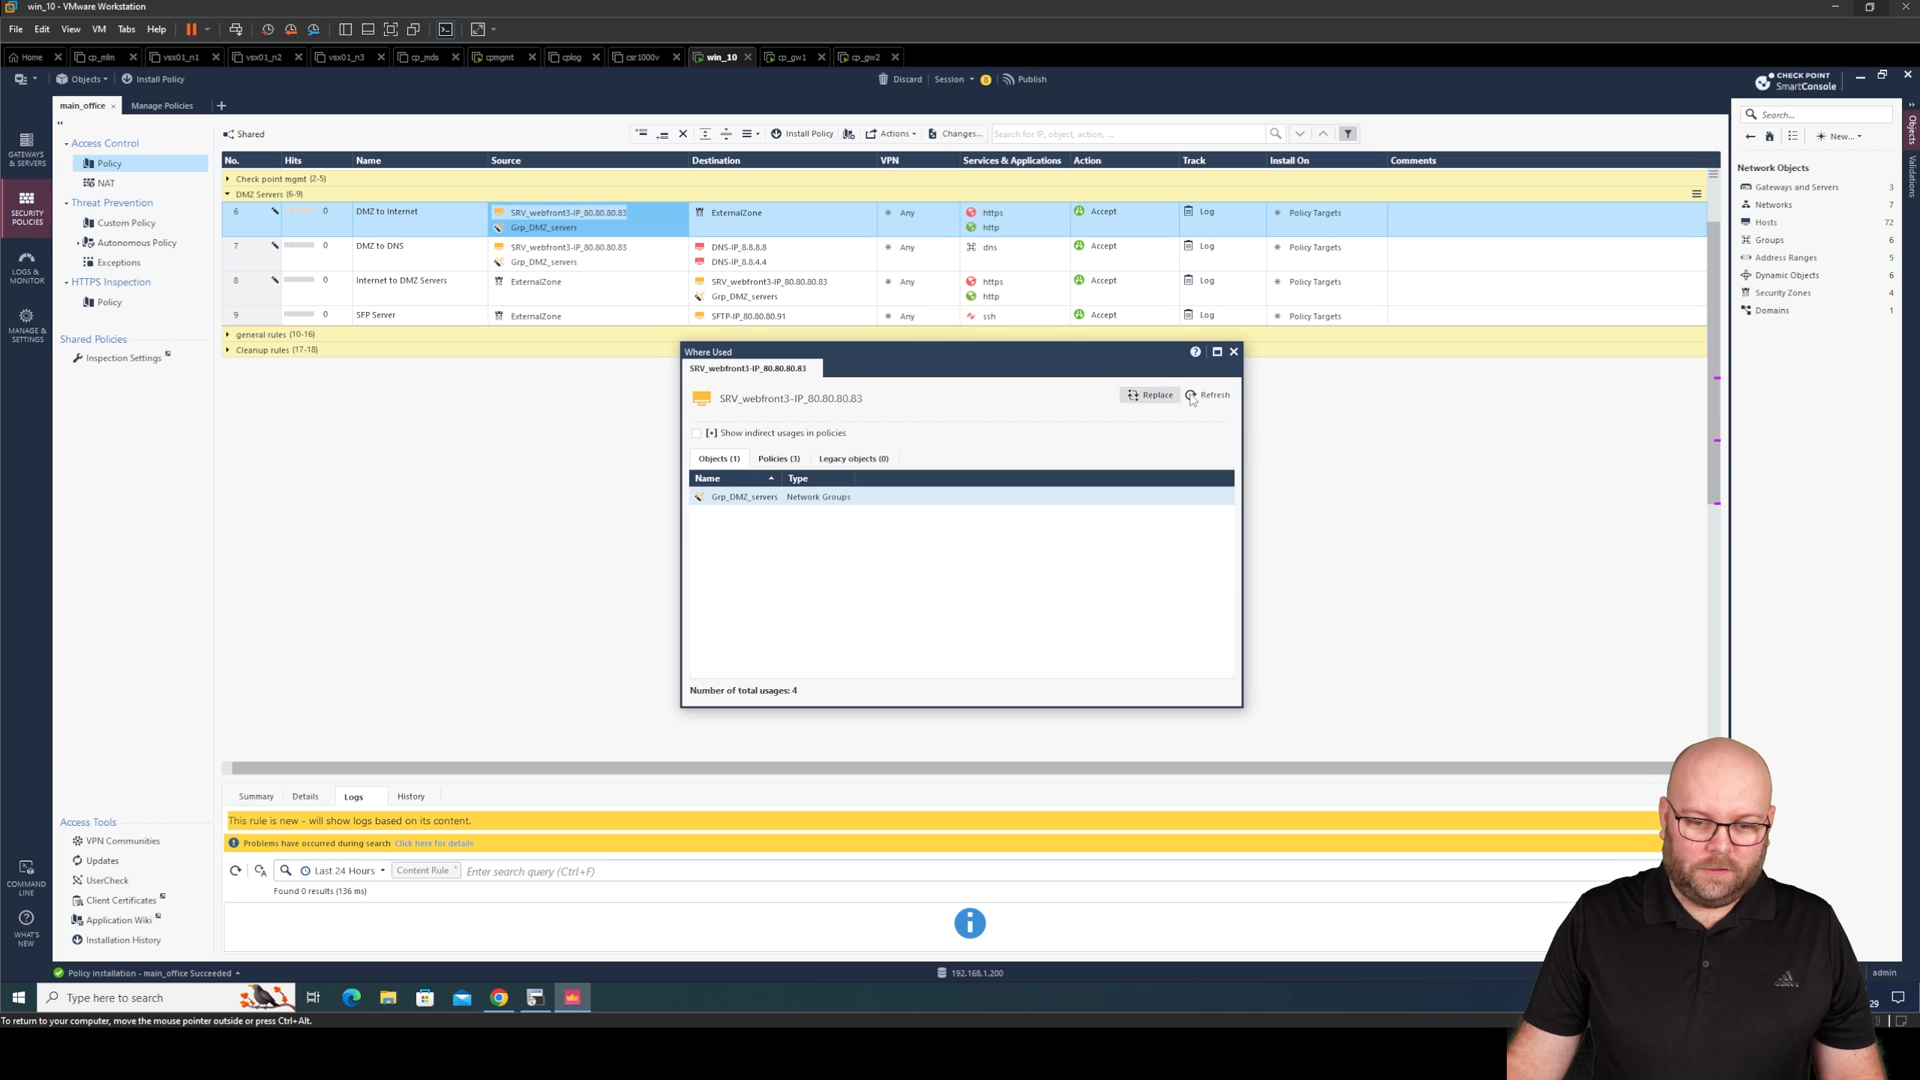 win_10 - VMware Workstation
File Edit View VM Tabs Help
Home cp_mlm vsx01_n1 vsx01_n2 vsx01_n3 cp_mds cpmgmt cplog csr1000v win_10 cp_gw1 cp_gw2
Objects Install Policy Discard Session 8 Publish CHECK POINT
SmartConsole
main_office Manage Policies
Search...
New...
Objects
Validations
GATEWAYS
& SERVERS
SECURITY
POLICIES
LOGS &
MONITOR
MANAGE &
SETTINGS
COMMAND
LINE
WHAT'S
NEW
Access Control
Policy
NAT
Threat Prevention
Custom Policy
Autonomous Policy
Exceptions
HTTPS Inspection
Policy
Shared Policies
Inspection Settings
Access Tools
VPN Communities
Updates
UserCheck
Client Certificates
Application Wiki
Installation History
Shared Install Policy Actions Changes... Search for IP, object, action, ...
No. Hits Name Source Destination VPN Services & Applications Action Track Install On Comments
Check point mgmt (2-5)
DMZ Servers (6-9)
6 0 DMZ to Internet SRV_webfront3-IP_80.80.80.83 ExternalZone Any https Accept Log Policy Targets
Grp_DMZ_servers http
7 0 DMZ to DNS SRV_webfront3-IP_80.80.80.83 DNS-IP_8.8.8.8 Any dns Accept Log Policy Targets
Grp_DMZ_servers DNS-IP_8.8.4.4
8 0 Internet to DMZ Servers ExternalZone SRV_webfront3-IP_80.80.80.83 Any https Accept Log Policy Targets
Grp_DMZ_servers http
9 0 SFP Server ExternalZone SFTP-IP_80.80.80.91 Any ssh Accept Log Policy Targets
general rules (10-16)
Cleanup rules (17-18)
Where Used
SRV_webfront3-IP_80.80.80.83
SRV_webfront3-IP_80.80.80.83 Replace Refresh
Show indirect usages in policies
Objects (1) Policies (3) Legacy objects (0)
Name Type
Grp_DMZ_servers Network Groups
Number of total usages: 4
Network Objects
Gateways and Servers 3
Networks 7
Hosts 72
Groups 6
Address Ranges 5
Dynamic Objects 6
Security Zones 4
Domains 1
Summary Details Logs History
This rule is new - will show logs based on its content.
Problems have occurred during search Click here for details
Last 24 Hours Content Rule Enter search query (Ctrl+F)
Found 0 results (136 ms)
Policy installation - main_office Succeeded 192.168.1.200 admin
Type here to search 29
To return to your computer, move the mouse pointer outside or press Ctrl+Alt.
adidas